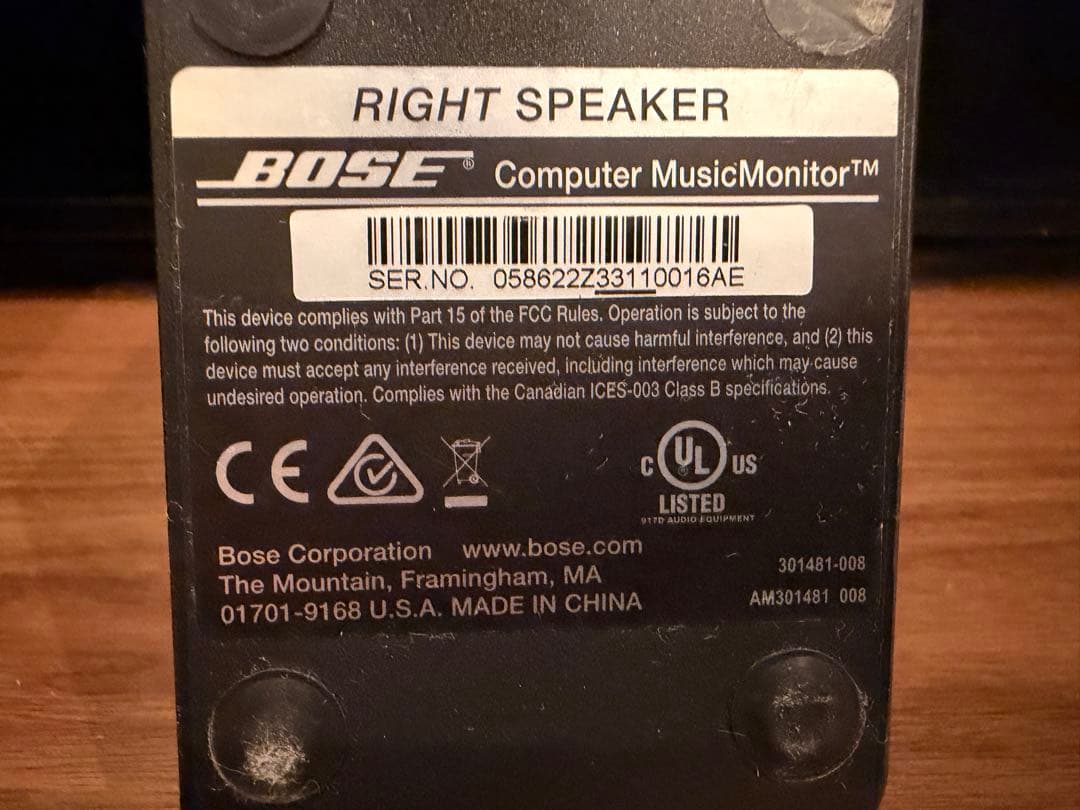 RIGHT SPEAKER
BOSE® Computer MusicMonitor™
SER.NO. 058622Z33110016AE
This device complies with Part 15 of the FCC Rules. Operation is subject to the
following two conditions: (1) This device may not cause harmful interference, and (2) this
device must accept any interference received, including interference which may cause
undesired operation. Complies with the Canadian ICES-003 Class B specifications.
CE
C UL US
LISTED
917D AUDIO EQUIPMENT
Bose Corporation www.bose.com
The Mountain, Framingham, MA
01701-9168 U.S.A. MADE IN CHINA
301481-008
AM301481 008